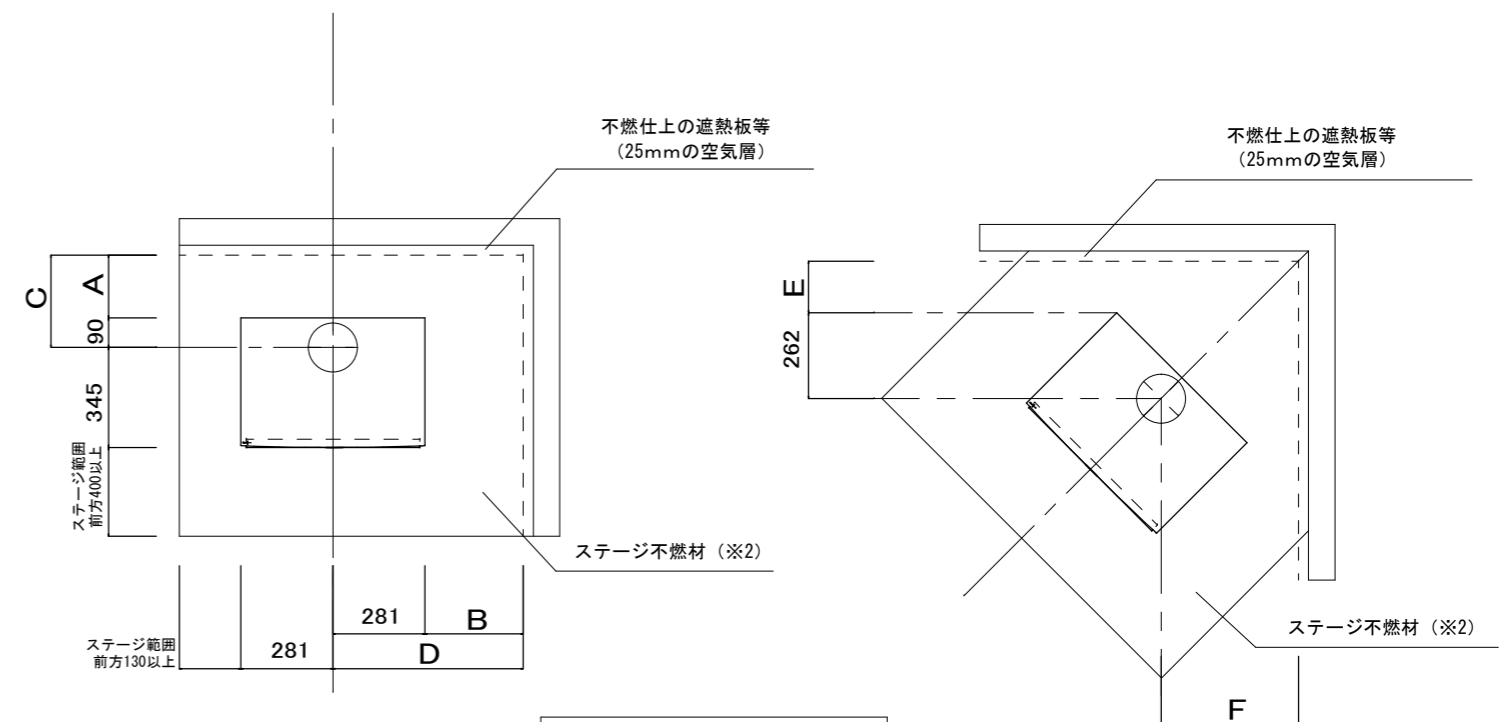 不燃仕上の遮熱板等
（25mmの空気層）
C
A
90
345
ステージ範囲
前方400以上
ステージ不燃材（※2）
281
B
ステージ範囲
前方130以上
281
D
不燃仕上の遮熱板等
（25mmの空気層）
E
262
ステージ不燃材（※2）
F